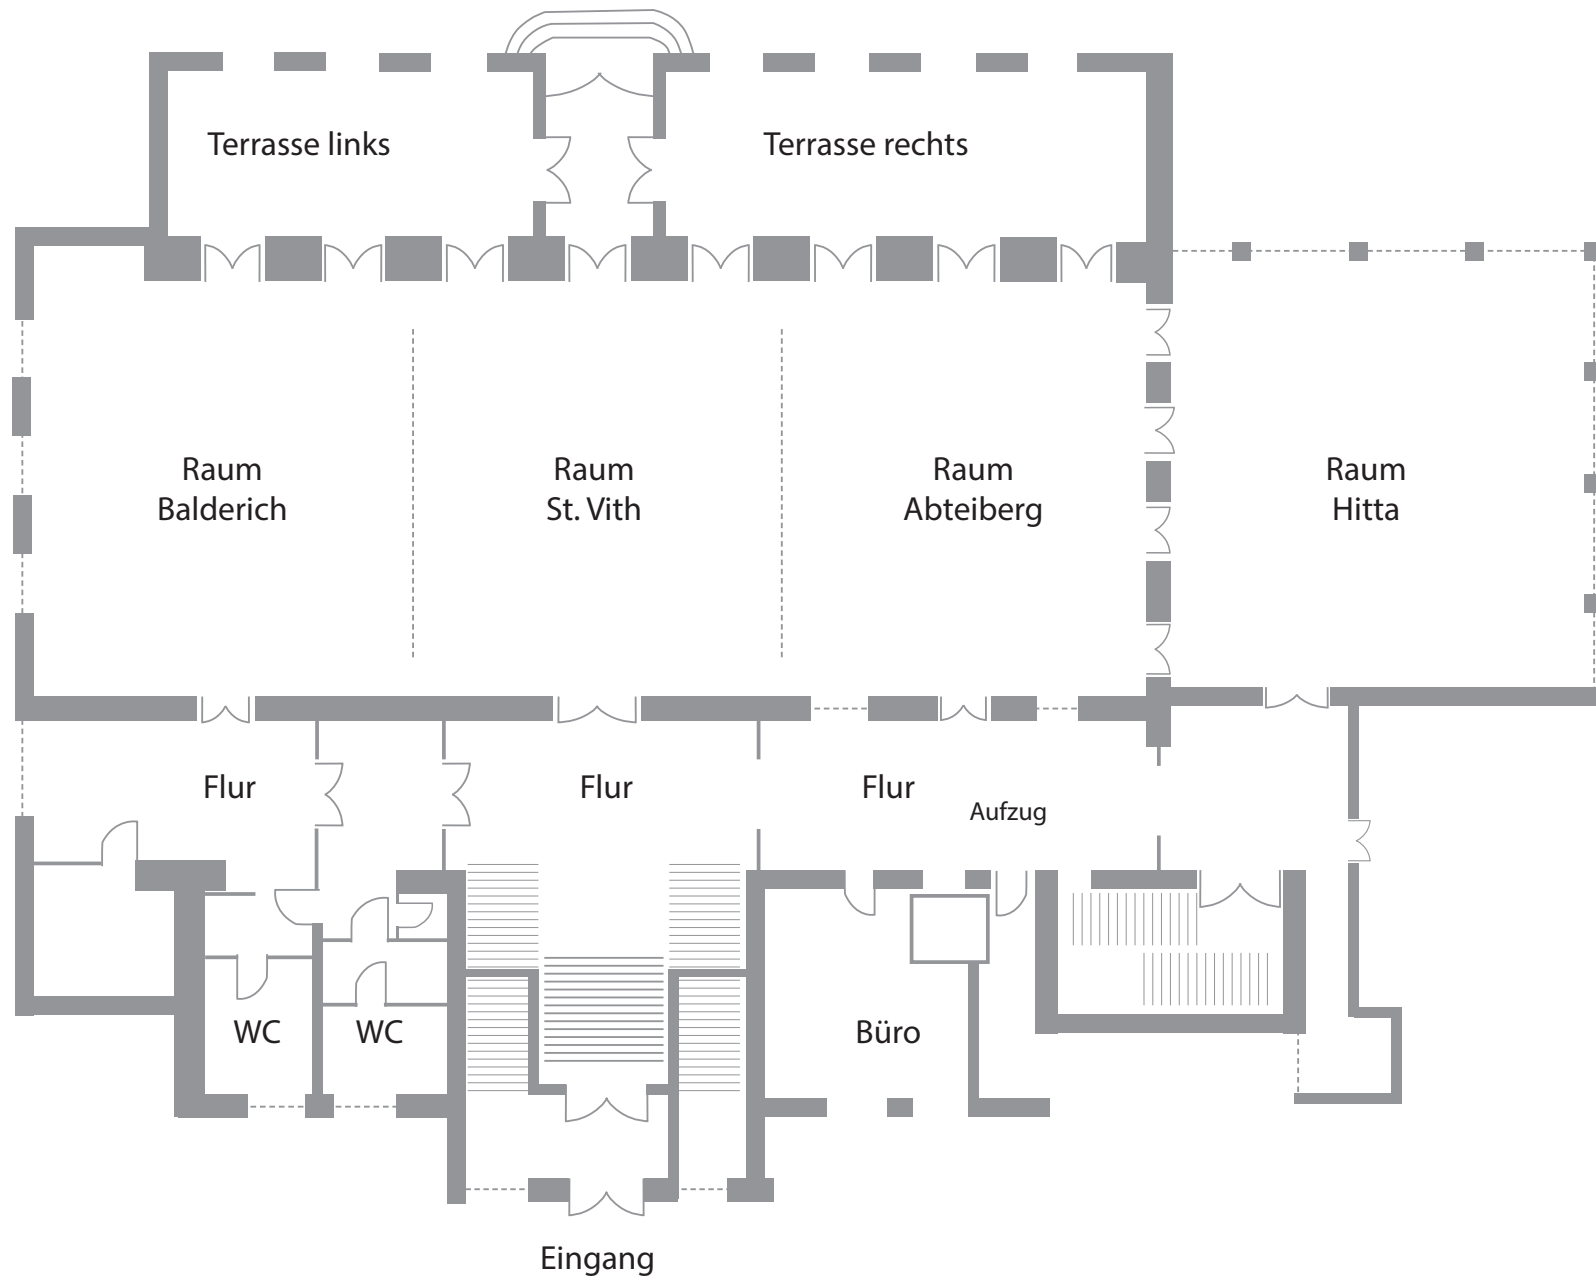 Terrasse links
Terrasse rechts
Raum
Balderich
Raum
St. Vith
Raum
Abteiberg
Raum
Hitta
Flur
Flur
Flur
Aufzug
WC
WC
Büro
Eingang